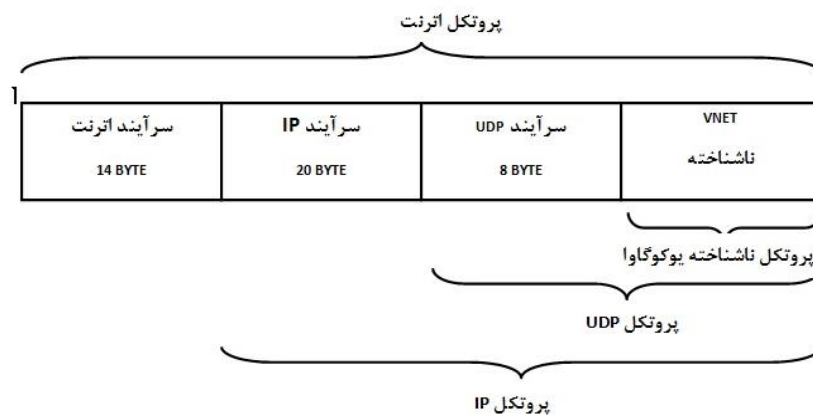 پروتکل اترنت
سرآیند اترنت
14 BYTE
سرآیند IP
20 BYTE
سرآیند UDP
8 BYTE
VNET
ناشناخته
پروتکل ناشناخته یوکوگاوا
پروتکل UDP
پروتکل IP